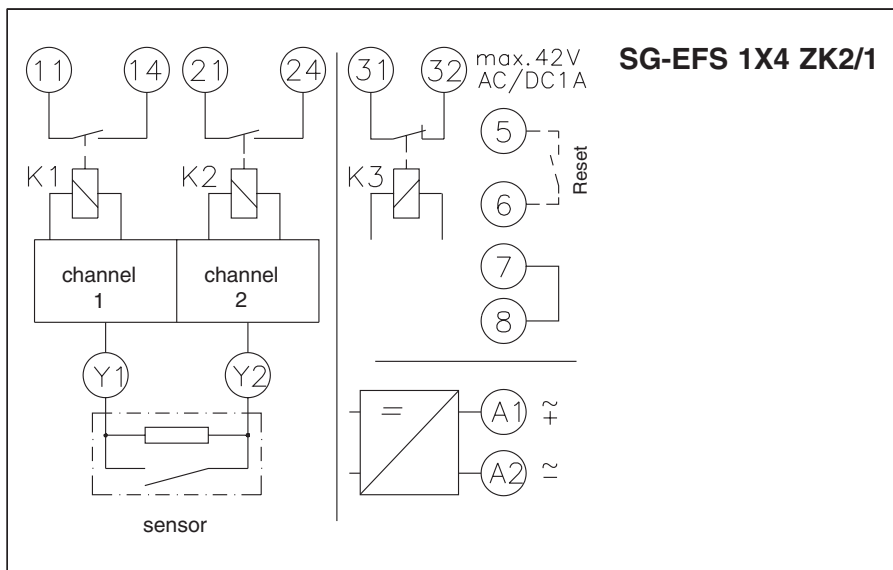 SG-EFS 1X4 ZK2/1
11 14 21 24 31 32 max.42V
AC/DC1A
5
Reset
6
K1 K2 K3
7
8
channel
1
channel
2
Y1 Y2
A1 ~
+
A2 ~
–
=
sensor